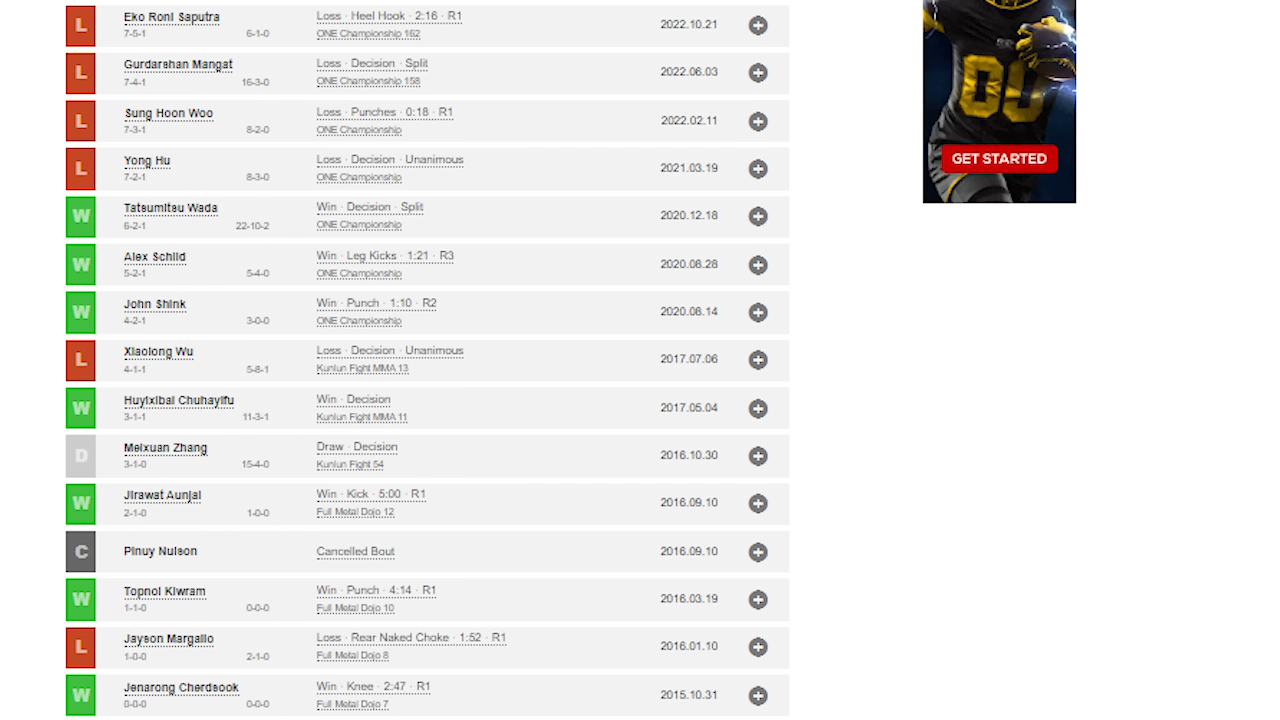 L
Eko Roni Saputra
Loss · Heel Hook · 2:16 · R1
7-5-1 6-1-0
ONE Championship 162
2022.10.21
L
Gurdarshan Mangat
Loss · Decision · Split
7-4-1 16-3-0
ONE Championship 158
2022.06.03
L
Sung Hoon Woo
Loss · Punches · 0:18 · R1
7-3-1 8-2-0
ONE Championship
2022.02.11
L
Yong Hu
Loss · Decision · Unanimous
7-2-1 8-3-0
ONE Championship
2021.03.19
W
Tatsumitsu Wada
Win · Decision · Split
6-2-1 22-10-2
ONE Championship
2020.12.18
W
Alex Schild
Win · Leg Kicks · 1:21 · R3
5-2-1 5-4-0
ONE Championship
2020.08.28
W
John Shink
Win · Punch · 1:10 · R2
4-2-1 3-0-0
ONE Championship
2020.08.14
L
Xiaolong Wu
Loss · Decision · Unanimous
4-1-1 5-8-1
Kunlun Fight MMA 13
2017.07.06
W
Huyixibai Chuhayifu
Win · Decision
3-1-1 11-3-1
Kunlun Fight MMA 11
2017.05.04
D
Meixuan Zhang
Draw · Decision
3-1-0 15-4-0
Kunlun Fight 54
2016.10.30
W
Jirawat Aunjai
Win · Kick · 5:00 · R1
2-1-0 1-0-0
Full Metal Dojo 12
2016.09.10
C
Pinuy Nulson
Cancelled Bout
2016.09.10
W
Topnoi Kiwram
Win · Punch · 4:14 · R1
1-1-0 0-0-0
Full Metal Dojo 10
2016.03.19
L
Jayson Margallo
Loss · Rear Naked Choke · 1:52 · R1
1-0-0 2-1-0
Full Metal Dojo 8
2016.01.10
W
Jenarong Cherdsook
Win · Knee · 2:47 · R1
0-0-0 0-0-0
Full Metal Dojo 7
2015.10.31
00
GET STARTED